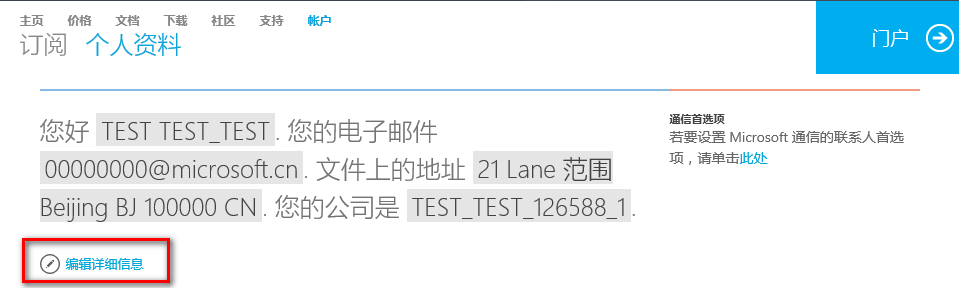 主页 价格 文档 下载 社区 支持 帐户
订阅 个人资料
门户
您好 TEST TEST_TEST. 您的电子邮件
00000000@microsoft.cn. 文件上的地址 21 Lane 范围
Beijing BJ 100000 CN. 您的公司是 TEST_TEST_126588_1.
编辑详细信息
通信首选项
若要设置 Microsoft 通信的联系人首选
项，请单击此处